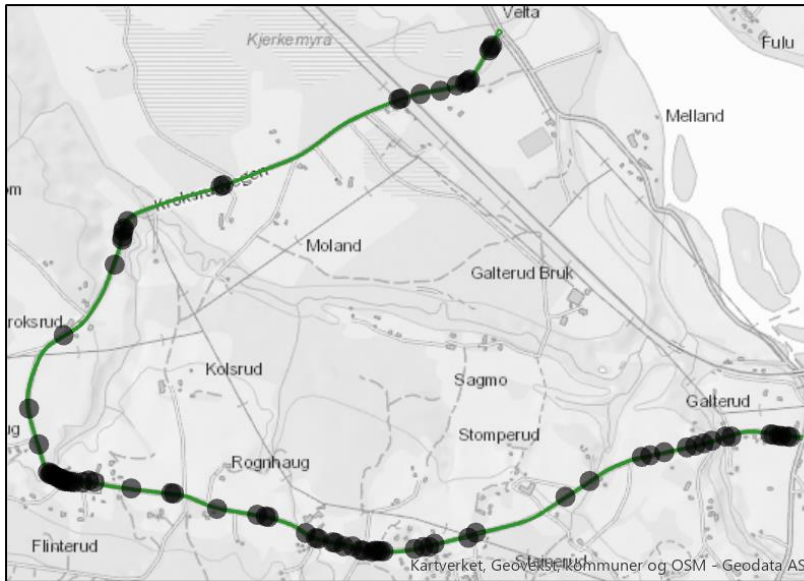 Velta
Kjerkemyra
Fulu
Melland
Moland
Galterud Bruk
Kolsrud
Sagmo
Galterud
Stomperud
Rognhaug
Flinterud
Kartverket, Geovekst, kommuner og OSM - Geodata AS